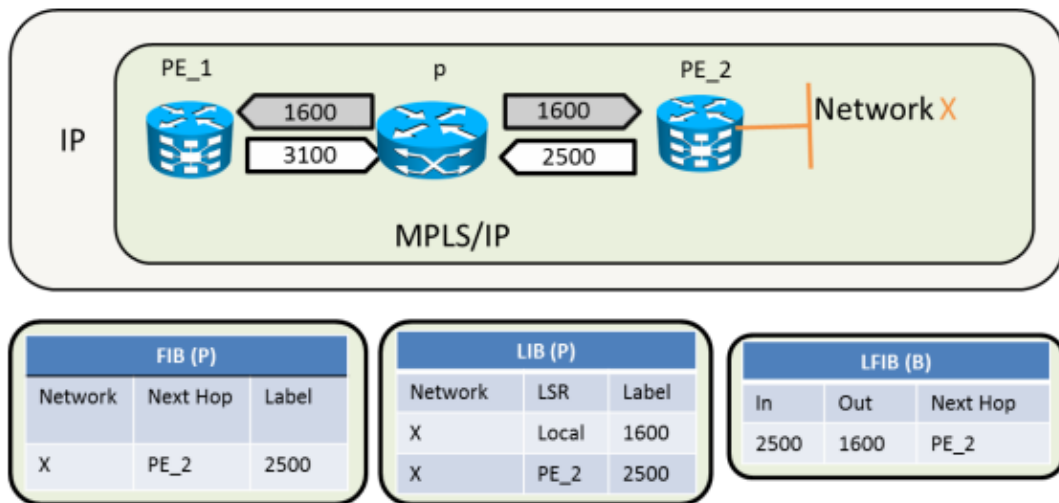 PE_1
p
PE_2
1600
1600
Network X
IP
3100
2500
MPLS/IP
FIB (P)
Network Next Hop Label
X PE_2 2500
LIB (P)
Network LSR Label
X Local 1600
X PE_2 2500
LFIB (B)
In Out Next Hop
2500 1600 PE_2